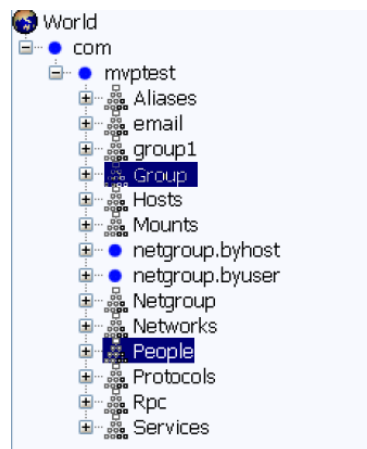 World
com
mvptest
Aliases
email
group1
Group
Hosts
Mounts
netgroup.byhost
netgroup.byuser
Netgroup
Networks
People
Protocols
Rpc
Services